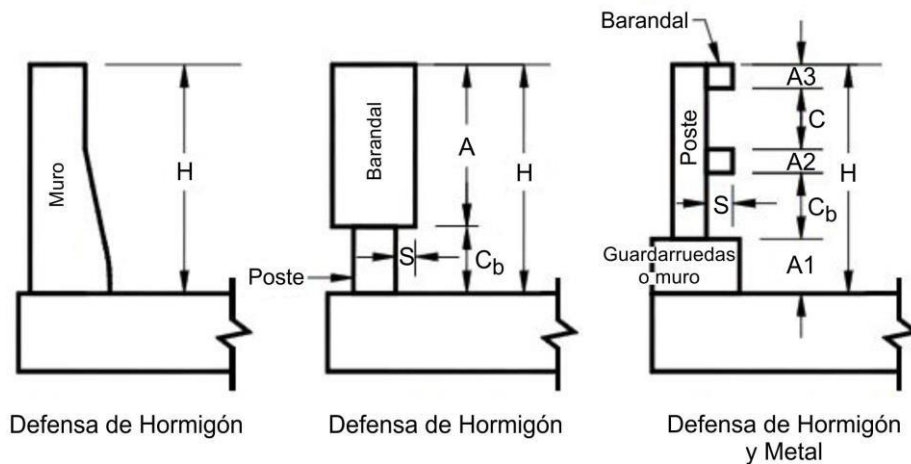 Muro
H
Defensa de Hormigón
Barandal
A
H
S
Cb
Poste
Defensa de Hormigón
Barandal
Poste
A3
C
A2
H
S
Cb
Guardarruedas
o muro
A1
Defensa de Hormigón
y Metal